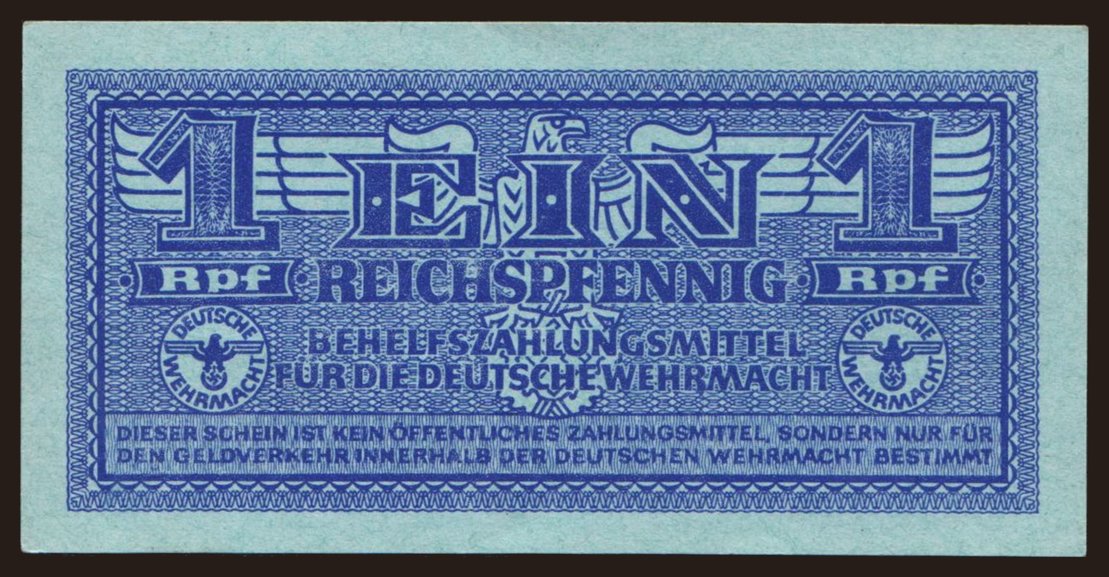 1 EIN 1
Rpf REICHSPFENNIG Rpf
DEUTSCHE WEHRMACHT
BEHELFSZAHLUNGSMITTEL
FÜR DIE DEUTSCHE WEHRMACHT
DEUTSCHE WEHRMACHT
DIESER SCHEIN IST KEIN ÖFFENTLICHES ZAHLUNGSMITTEL, SONDERN NUR FÜR
DEN GELDVERKEHR INNERHALB DER DEUTSCHEN WEHRMACHT BESTIMMT